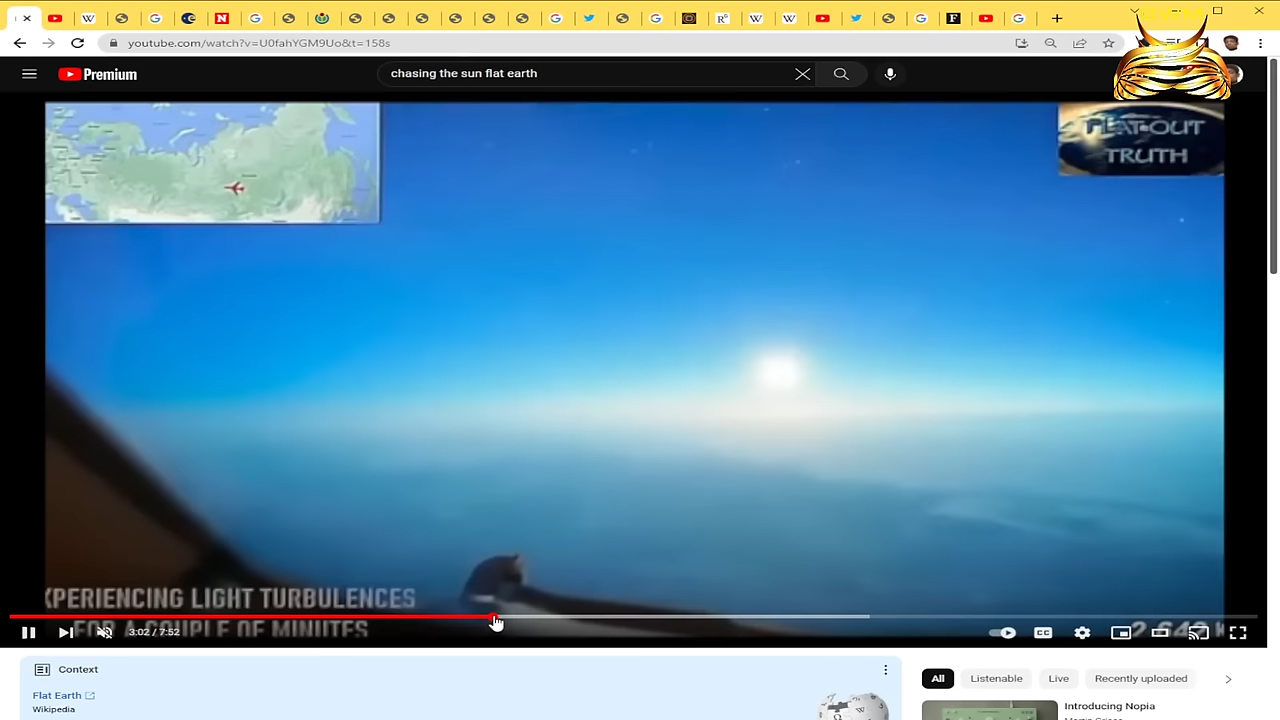 youtube.com/watch?v=U0fahYGM9Uo&t=158s
Premium
chasing the sun flat earth
FLAT OUT
TRUTH
XPERIENCING LIGHT TURBULENCES
FOR A COUPLE OF MINUTES
3:02 / 7:52
CC
Context
Flat Earth
Wikipedia
All
Listenable
Live
Recently uploaded
Introducing Nopia